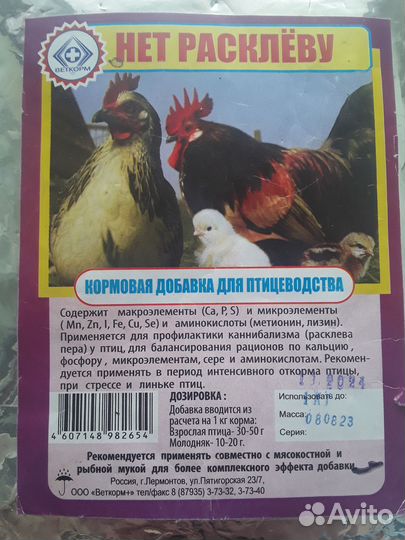 НЕТ РАСКЛЁВУ
ВЕТКОРМ
КОРМОВАЯ ДОБАВКА ДЛЯ ПТИЦЕВОДСТВА
Содержит макроэлементы (Ca, P, S) и микроэлементы
( Mn, Zn, I, Fe, Cu, Se) и аминокислоты (метионин, лизин).
Применяется для профилактики каннибализма (расклева
пера) у птиц, для балансирования рационов по кальцию ,
фосфору , микроэлементам, сере и аминокислотам. Рекомен-
дуется применять в период интенсивного откорма птицы,
при стрессе и линьке птиц.
ДОЗИРОВКА :
Добавка вводится из
расчета на 1 кг корма:
Взрослая птица- 30-50 г
Молодняк- 10-20 г.
2024
Использовать до:
1КГ
Масса:
080823
Серия:
4 607148 982654
Рекомендуется применять совместно с мясокостной и
рыбной мукой для более комплексного эффекта добавки.
Россия, г.Лермонтов, ул.Пятигорская 23/7,
ООО «Веткорм+» тел/факс 8 (87935) 3-73-32, 3-73-40
Avito